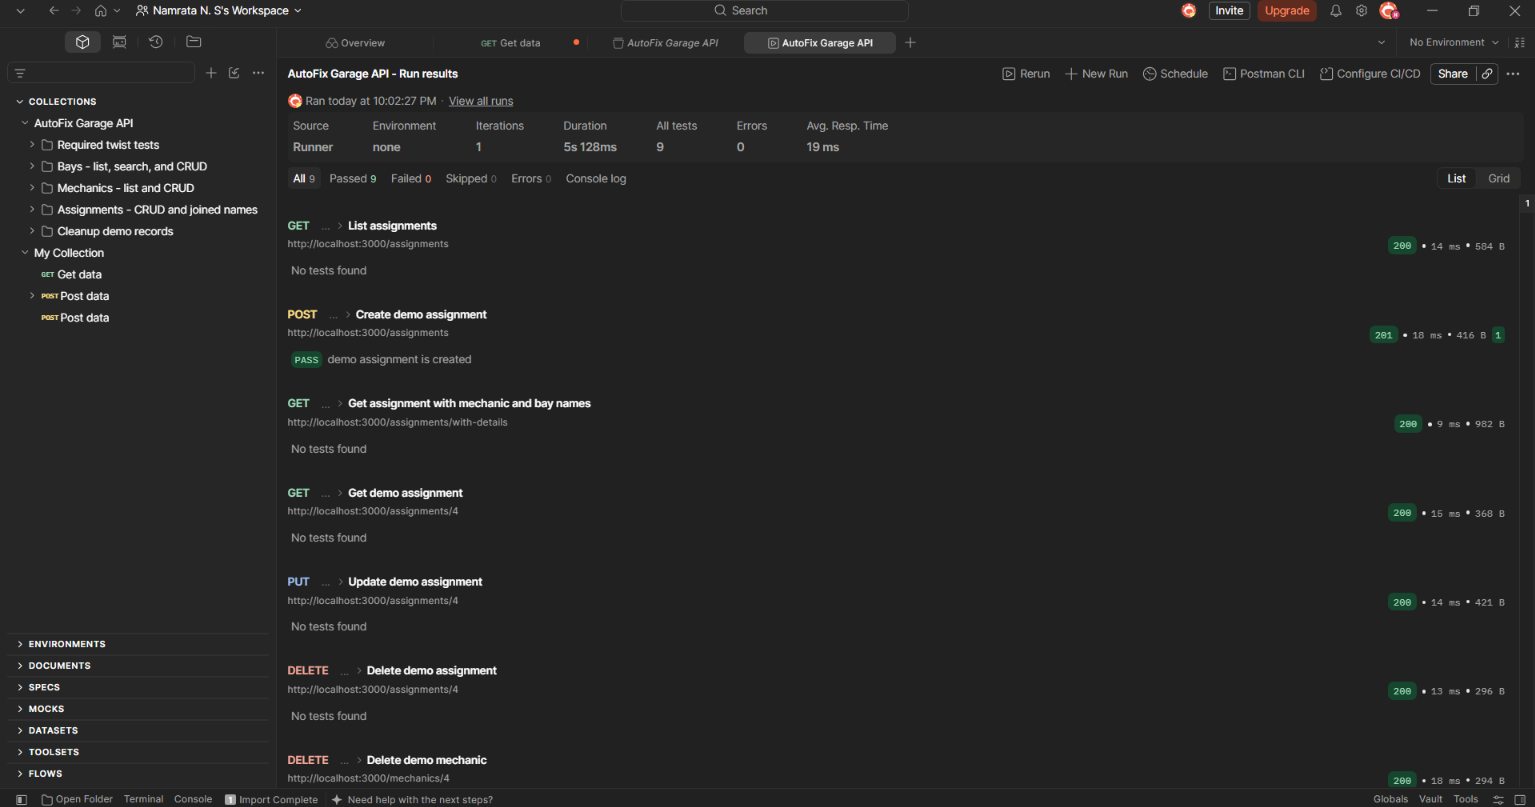 Namrata N. S's Workspace
Search
Invite
Upgrade
Overview
GET Get data
AutoFix Garage API
AutoFix Garage API
No Environment
COLLECTIONS
AutoFix Garage API
Required twist tests
Bays - list, search, and CRUD
Mechanics - list and CRUD
Assignments - CRUD and joined names
Cleanup demo records
My Collection
GET Get data
POST Post data
POST Post data
ENVIRONMENTS
DOCUMENTS
SPECS
MOCKS
DATASETS
TOOLSETS
FLOWS
AutoFix Garage API - Run results
Rerun
New Run
Schedule
Postman CLI
Configure CI/CD
Share
Ran today at 10:02:27 PM · View all runs
Source Environment Iterations Duration All tests Errors Avg. Resp. Time
Runner none 1 5s 128ms 9 0 19 ms
All 9 Passed 9 Failed 0 Skipped 0 Errors 0 Console log
List Grid
1
GET ... > List assignments
http://localhost:3000/assignments
200 • 14 ms • 584 B
No tests found
POST ... > Create demo assignment
http://localhost:3000/assignments
201 • 18 ms • 416 B 1
PASS demo assignment is created
GET ... > Get assignment with mechanic and bay names
http://localhost:3000/assignments/with-details
200 • 9 ms • 982 B
No tests found
GET ... > Get demo assignment
http://localhost:3000/assignments/4
200 • 15 ms • 368 B
No tests found
PUT ... > Update demo assignment
http://localhost:3000/assignments/4
200 • 14 ms • 421 B
No tests found
DELETE ... > Delete demo assignment
http://localhost:3000/assignments/4
200 • 13 ms • 296 B
No tests found
DELETE ... > Delete demo mechanic
http://localhost:3000/mechanics/4
200 • 18 ms • 294 B
Open Folder Terminal Console 1 Import Complete Need help with the next steps?
Globals Vault Tools